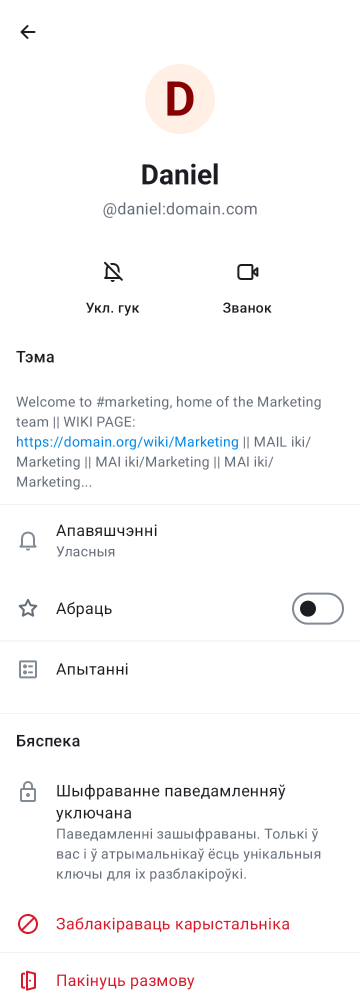 D
Daniel
@daniel:domain.com
Укл. гук
Званок
Тэма
Welcome to #marketing, home of the Marketing
team || WIKI PAGE:
https://domain.org/wiki/Marketing || MAIL iki/
Marketing || MAI iki/Marketing || MAI iki/
Marketing...
Апавяшчэнні
Уласныя
Абраць
Апытанні
Бяспека
Шыфраванне паведамленняў
уключана
Паведамленні зашыфраваны. Толькі ў
вас і ў атрымальнікаў ёсць унікальныя
ключы для іх разблакіроўкі.
Заблакіраваць карыстальніка
Пакінуць размову